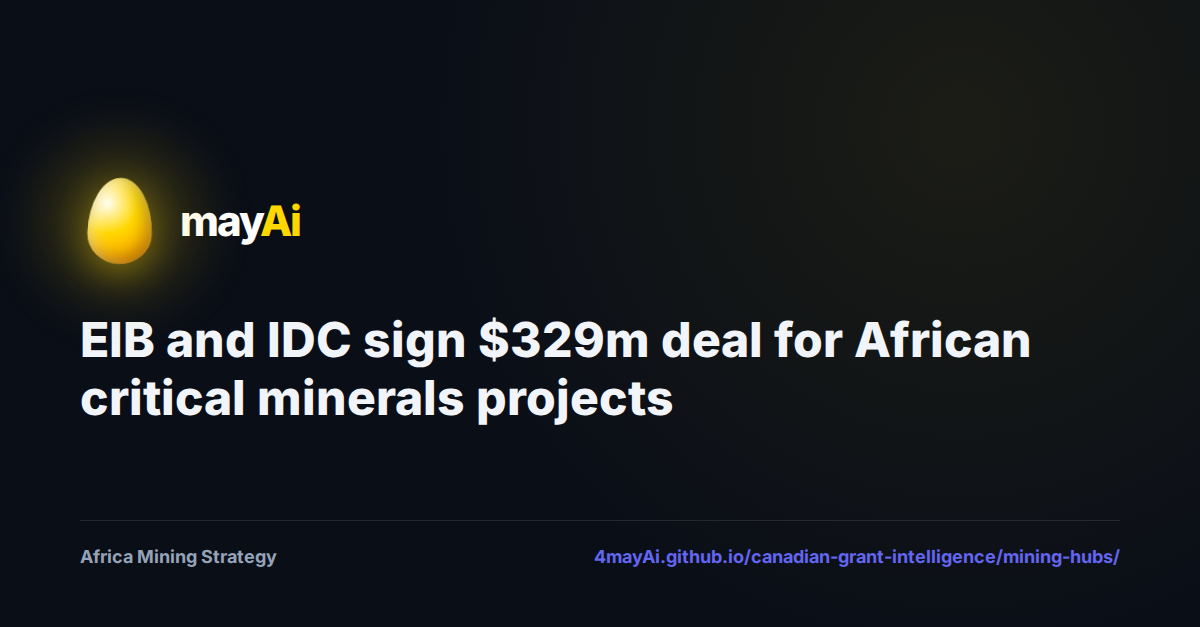 mayAi
EIB and IDC sign $329m deal for African
critical minerals projects
Africa Mining Strategy
4mayAi.github.io/canadian-grant-intelligence/mining-hubs/